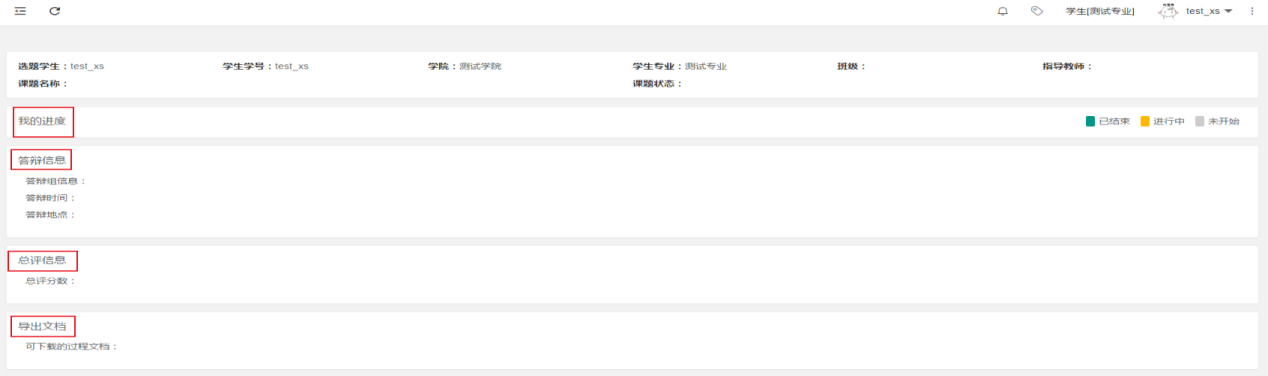 学生[测试专业] test_xs
选题学生：test_xs 学生学号：test_xs 学院：测试学院 学生专业：测试专业 班级： 指导教师：
课题名称： 课题状态：
我的进度 已结束 进行中 未开始
答辩信息
答辩组信息：
答辩时间：
答辩地点：
总评信息
总评分数：
导出文档
可下载的过程文档：